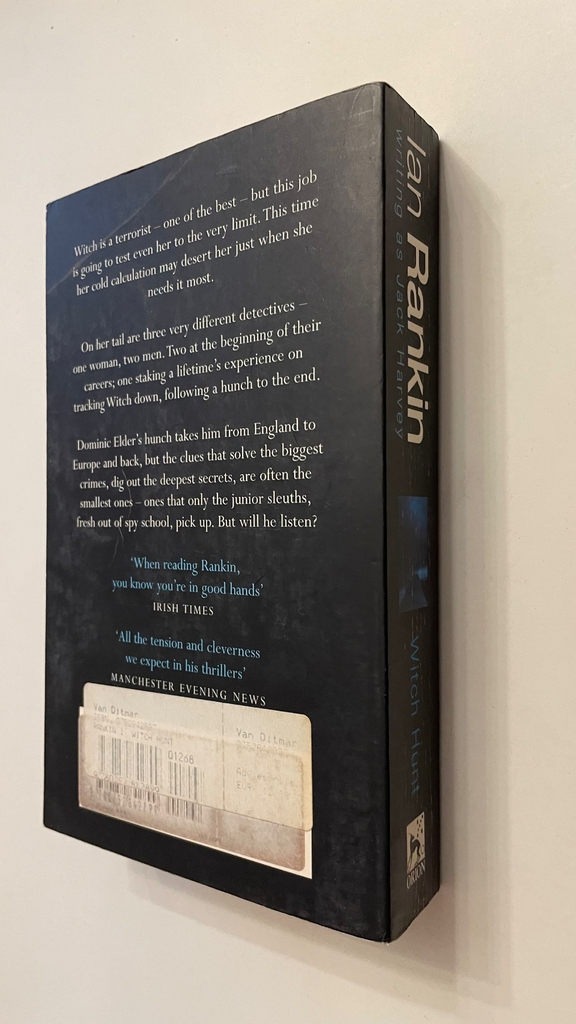 Witch is a terrorist – one of the best – but this job
is going to test even her to the very limit. This time
her cold calculation may desert her just when she
needs it most.
On her tail are three very different detectives –
one woman, two men. Two at the beginning of their
careers; one staking a lifetime's experience on
tracking Witch down, following a hunch to the end.
Dominic Elder's hunch takes him from England to
Europe and back, but the clues that solve the biggest
crimes, dig out the deepest secrets, are often the
smallest ones – ones that only the junior sleuths,
fresh out of spy school, pick up. But will he listen?
'When reading Rankin,
you know you're in good hands'
IRISH TIMES
'All the tension and cleverness
we expect in his thrillers'
MANCHESTER EVENING NEWS
Van Ditmar
RANKIN I. WITCH HUNT
01268
Van Ditmar
Ian Rankin
writing as Jack Harvey
Witch Hunt
ORION